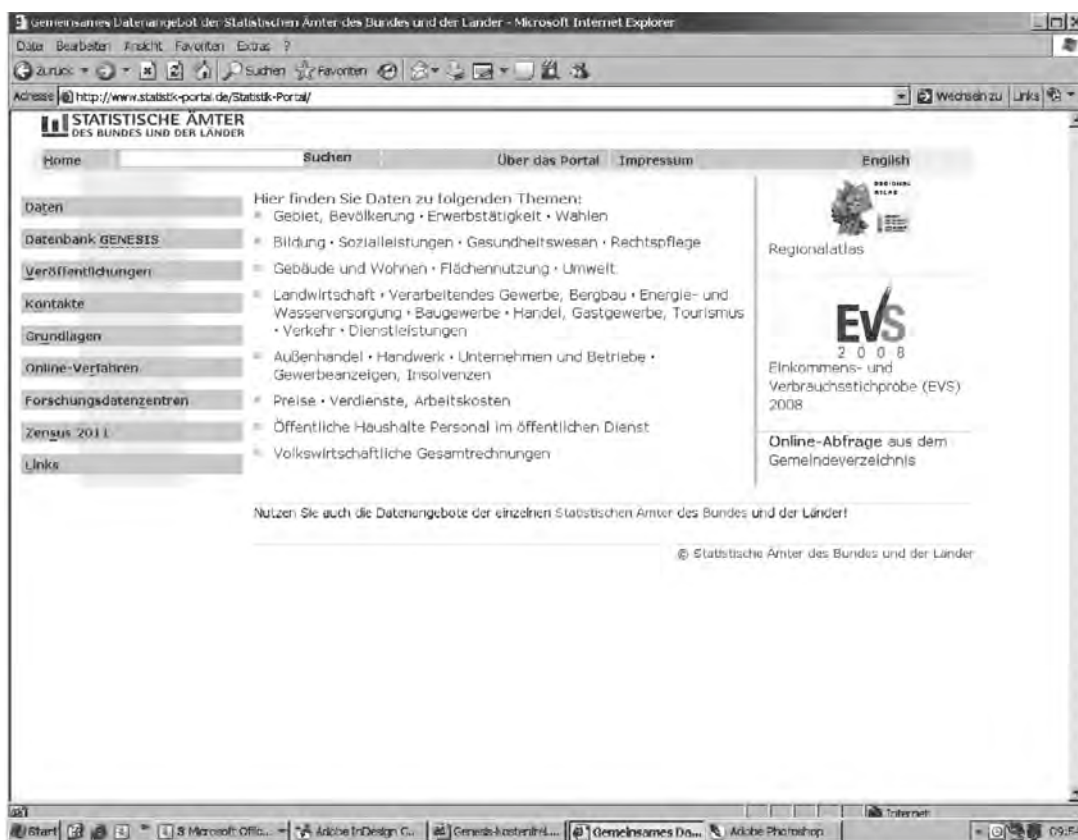 Gemeinsames Datenangebot der Statistischen Ämter des Bundes und der Länder - Microsoft Internet Explorer
Datei Bearbeiten Ansicht Favoriten Extras ?
Zurück Suchen Favoriten
Adresse http://www.statistik-portal.de/Statistik-Portal/ Wechseln zu Links
STATISTISCHE ÄMTER
DES BUNDES UND DER LÄNDER
Home Suchen Über das Portal Impressum English
Daten
Datenbank GENESIS
Veröffentlichungen
Kontakte
Grundlagen
Online-Verfahren
Forschungsdatenzentren
Zensus 2011
Links
Hier finden Sie Daten zu folgenden Themen:
Gebiet, Bevölkerung • Erwerbstätigkeit • Wahlen
Bildung • Sozialleistungen • Gesundheitswesen • Rechtspflege
Gebäude und Wohnen • Flächennutzung • Umwelt
Landwirtschaft • Verarbeitendes Gewerbe, Bergbau • Energie- und
Wasserversorgung • Baugewerbe • Handel, Gastgewerbe, Tourismus
• Verkehr • Dienstleistungen
Außenhandel • Handwerk • Unternehmen und Betriebe •
Gewerbeanzeigen, Insolvenzen
Preise • Verdienste, Arbeitskosten
Öffentliche Haushalte Personal im öffentlichen Dienst
Volkswirtschaftliche Gesamtrechnungen
REGIONAL
ATLAS
Regionalatlas
EVS
2008
Einkommens- und
Verbrauchsstichprobe (EVS)
2008
Online-Abfrage aus dem
Gemeindeverzeichnis
Nutzen Sie auch die Datenangebote der einzelnen Statistischen Ämter des Bundes und der Länder!
© Statistische Ämter des Bundes und der Länder
Internet
Start 3 Microsoft Offic... Adobe InDesign C... Genesis-kostenfrei... Gemeinsames Da... Adobe Photoshop